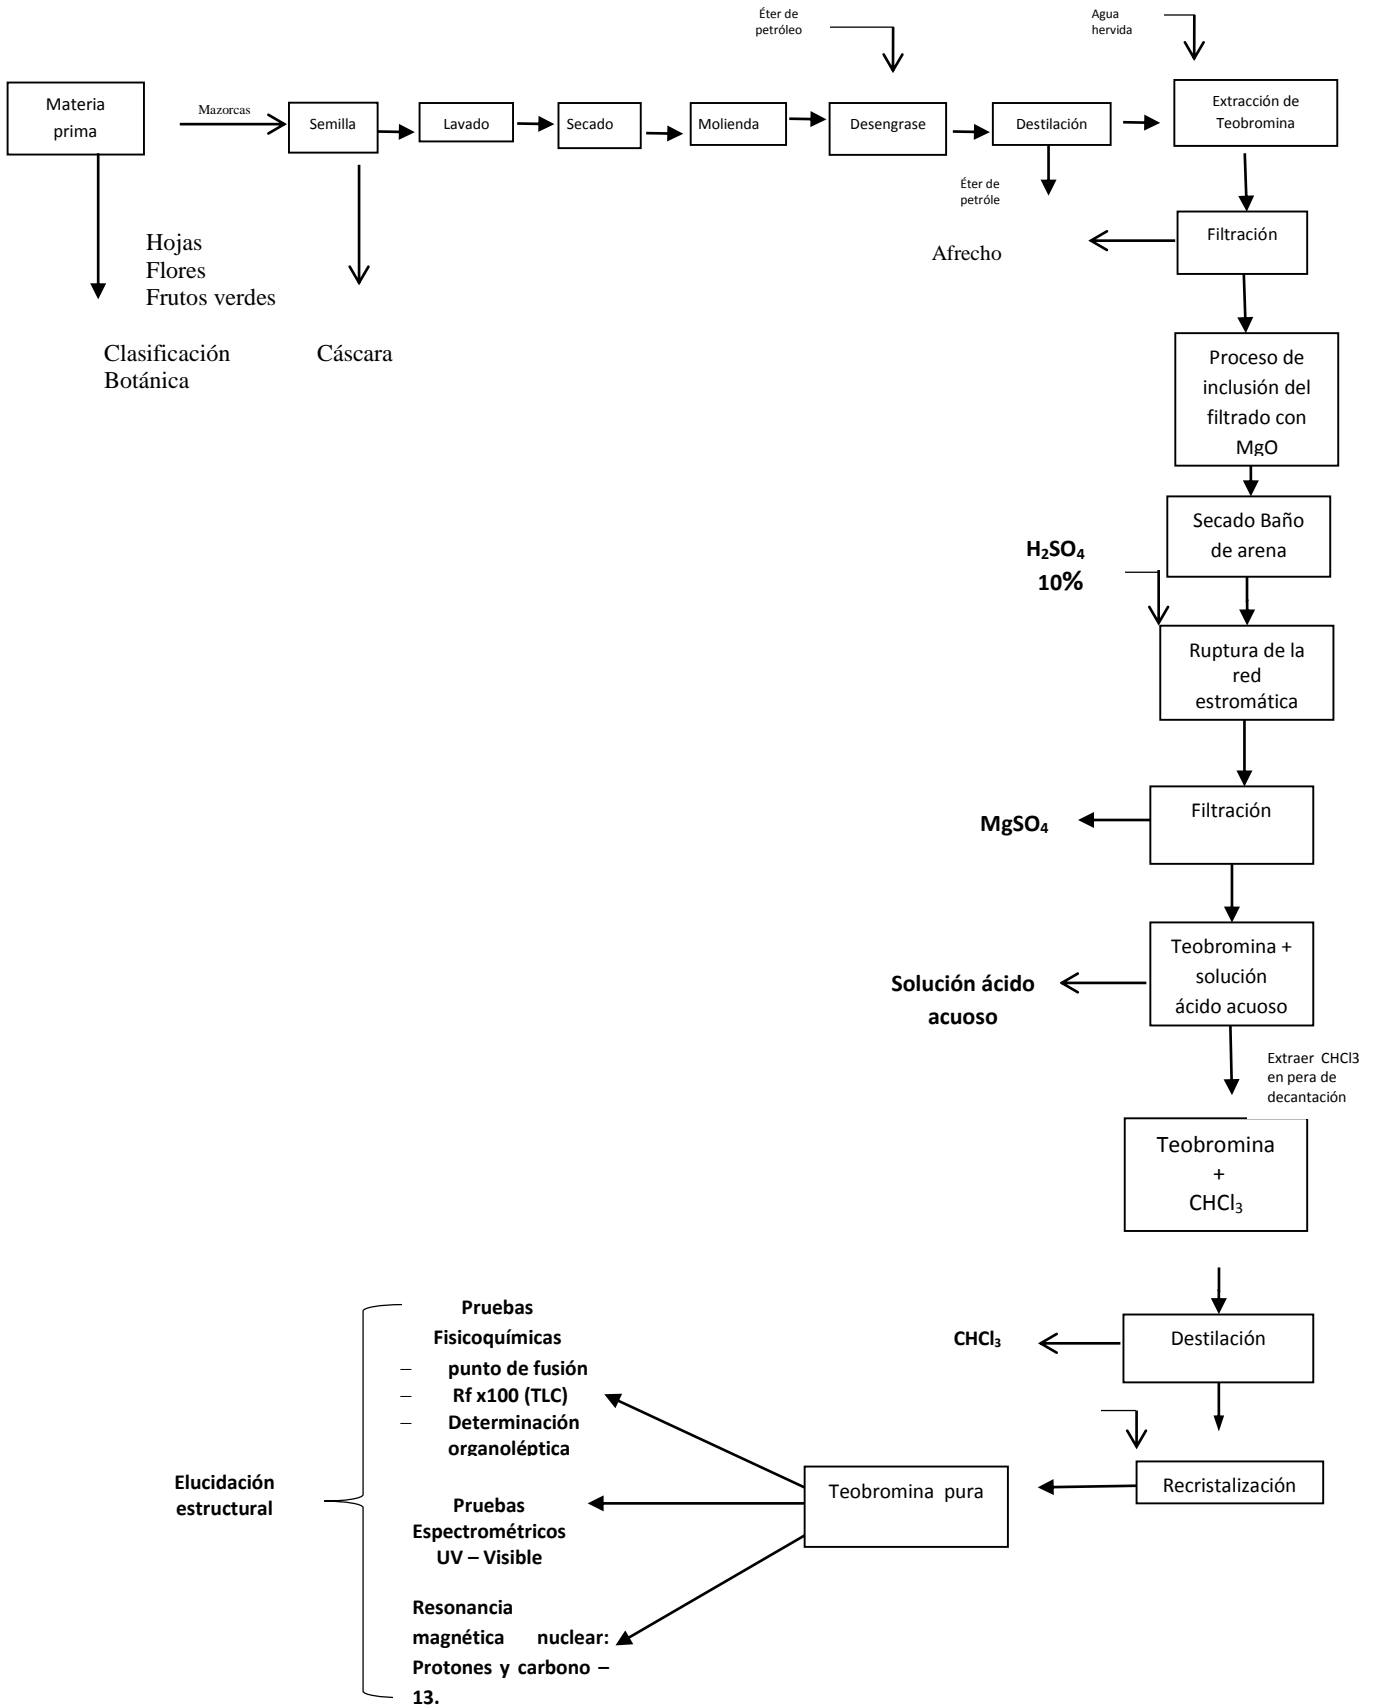 Éter de
petróleo
Agua
hervida
Materia
prima
Mazorcas
Semilla
Lavado
Secado
Molienda
Desengrase
Destilación
Extracción de
Teobromina
Éter de
petróle
Hojas
Flores
Frutos verdes
Clasificación
Botánica
Cáscara
Afrecho
Filtración
Proceso de
inclusión del
filtrado con
MgO
Secado Baño
de arena
H₂SO₄
10%
Ruptura de la
red
estromática
Filtración
MgSO₄
Teobromina +
solución
ácido acuoso
Solución ácido
acuoso
Extraer CHCl3
en pera de
decantación
Teobromina
+
CHCl₃
Destilación
CHCl₃
Recristalización
Teobromina pura
Pruebas
Fisicoquímicas
– punto de fusión
– Rf x100 (TLC)
– Determinación
organoléptica
Pruebas
Espectrométricos
UV – Visible
Resonancia
magnética nuclear:
Protones y carbono –
13.
Elucidación
estructural